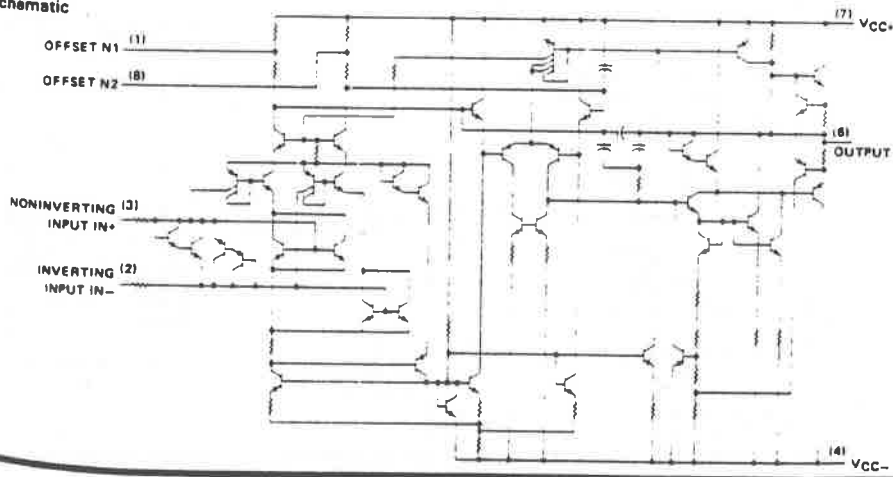 schematic
(7)
VCC+
OFFSET N1 (1)
OFFSET N2 (8)
(6)
OUTPUT
NONINVERTING (3)
INPUT IN+
INVERTING (2)
INPUT IN–
(4)
VCC–